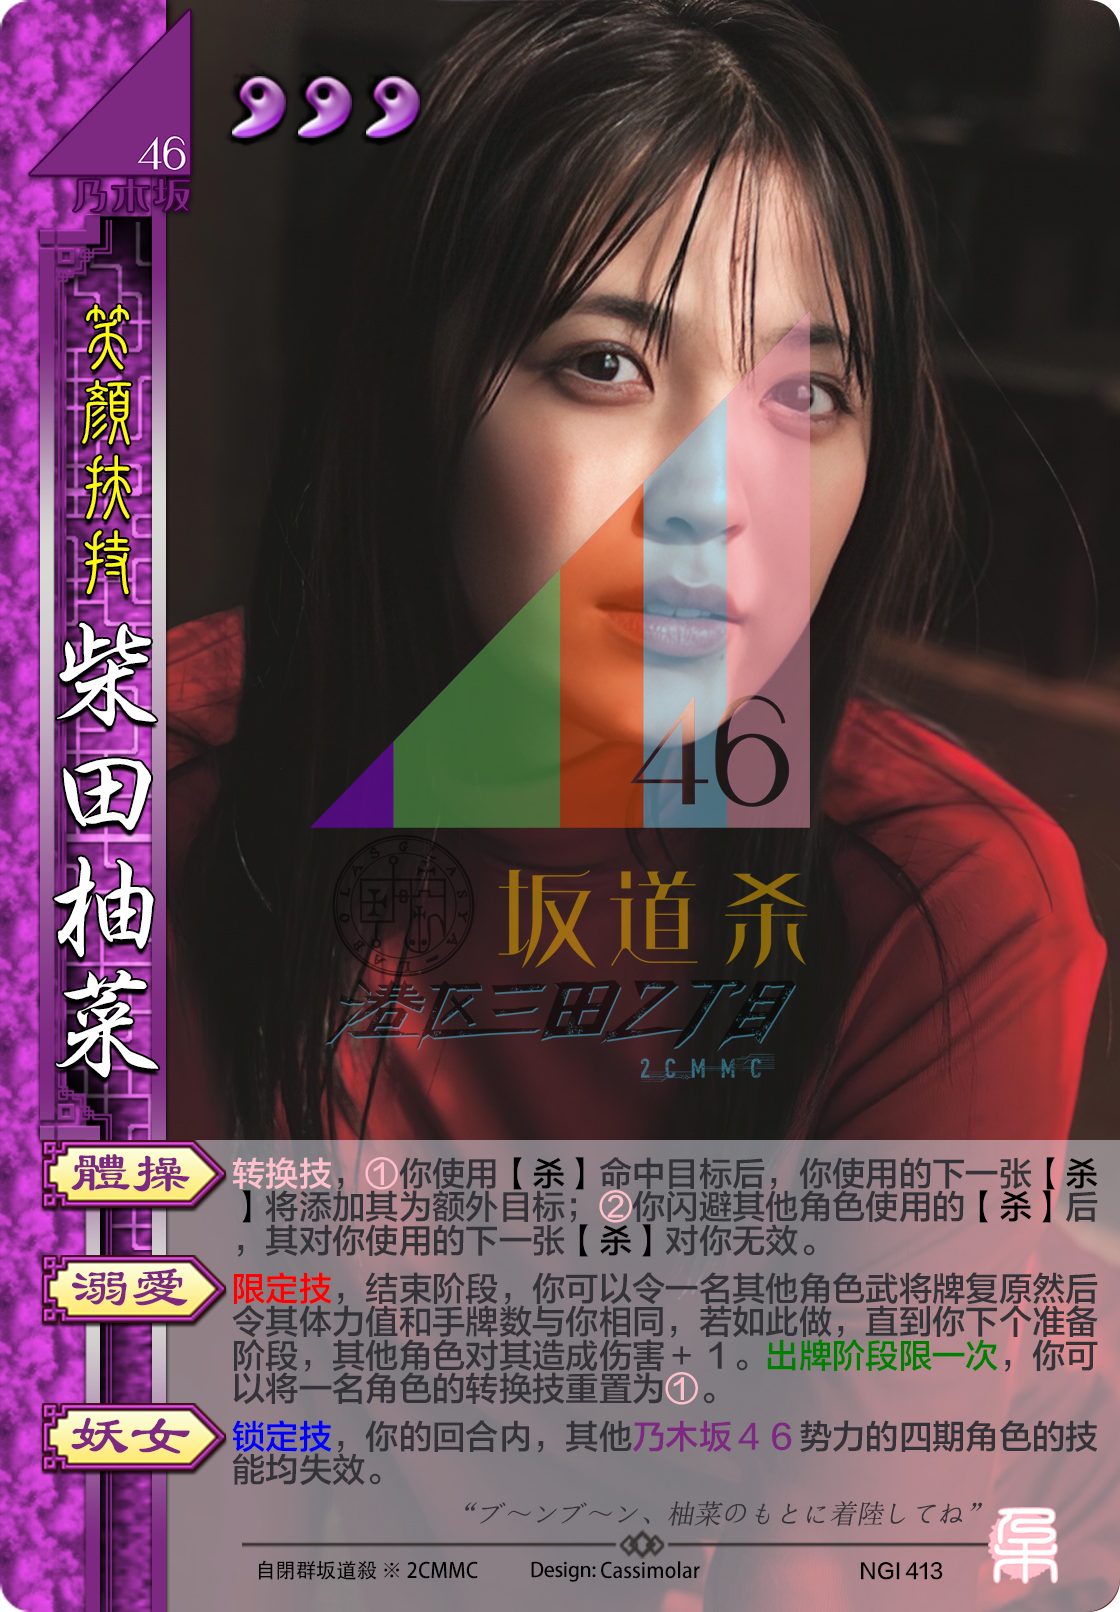 46
乃木坂
笑顔扶持
柴田柚菜
46
坂道杀
港区三田2丁目
2CMMC
體操
转换技，①你使用【杀】命中目标后，你使用的下一张【杀
】将添加其为额外目标；②你闪避其他角色使用的【杀】后
，其对你使用的下一张【杀】对你无效。
溺愛
限定技，结束阶段，你可以令一名其他角色武将牌复原然后
令其体力值和手牌数与你相同，若如此做，直到你下个准备
阶段，其他角色对其造成伤害＋１。出牌阶段限一次，你可
以将一名角色的转换技重置为①。
妖女
锁定技，你的回合内，其他乃木坂４６势力的四期角色的技
能均失效。
“ブ～ンブ～ン、柚菜のもとに着陸してね”
自閉群坂道殺 ※ 2CMMC Design: Cassimolar NGI 413